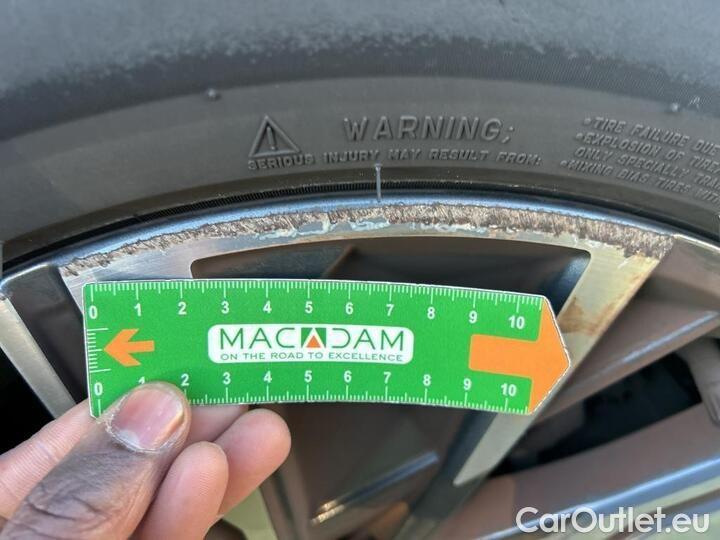 WARNING:
SERIOUS INJURY MAY RESULT FROM:
•TIRE FAILURE DUE
•EXPLOSION OF TIRE
ONLY SPECIALLY
•MIXING BIAS TIRES WITH
0 1 2 3 4 5 6 7 8 9 10
MACADAM
ON THE ROAD TO EXCELLENCE
0 1 2 3 4 5 6 7 8 9 10
CarOutlet.eu